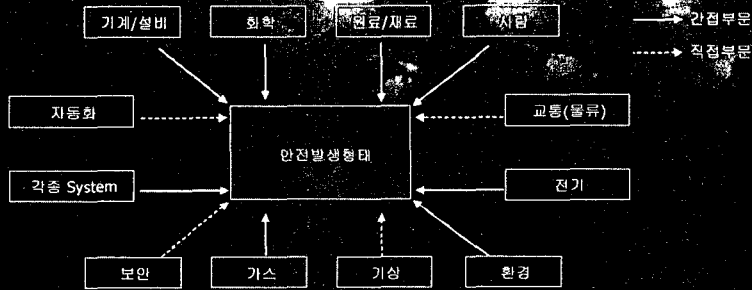 기계/설비
화학
원료/재료
사람
간접부문
직접부문
자동화
교통(물류)
안전발생형태
각종 System
전기
보안
가스
기상
환경